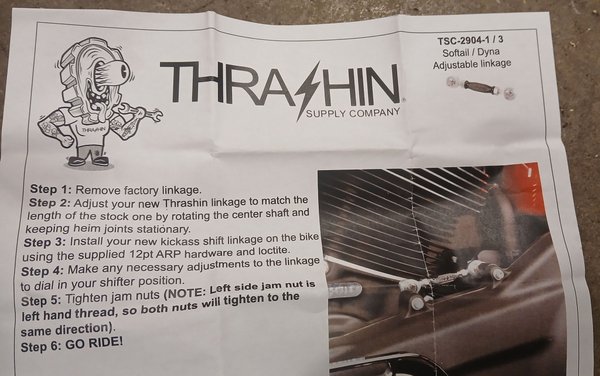 TSC-2904-1 / 3
Softail / Dyna
Adjustable linkage
THRASHIN
SUPPLY COMPANY
THRASHIN
Step 1: Remove factory linkage.
Step 2: Adjust your new Thrashin linkage to match the
length of the stock one by rotating the center shaft and
keeping heim joints stationary.
Step 3: Install your new kickass shift linkage on the bike
using the supplied 12pt ARP hardware and loctite.
Step 4: Make any necessary adjustments to the linkage
to dial in your shifter position.
Step 5: Tighten jam nuts (NOTE: Left side jam nut is
left hand thread, so both nuts will tighten to the
same direction).
Step 6: GO RIDE!